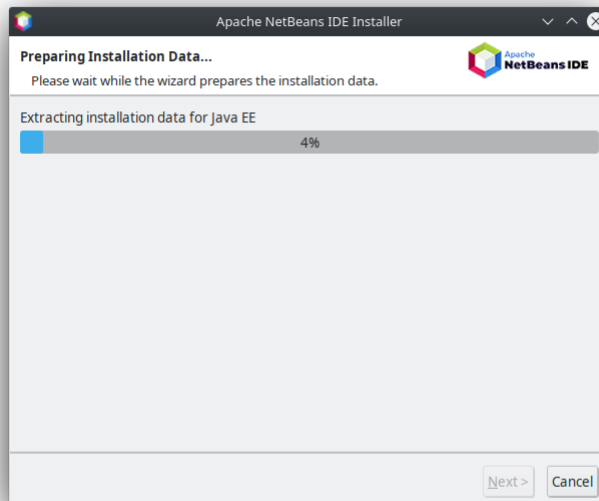 Apache NetBeans IDE Installer
Preparing Installation Data...
Please wait while the wizard prepares the installation data.
Apache
NetBeans IDE
Extracting installation data for Java EE
4%
Next >
Cancel